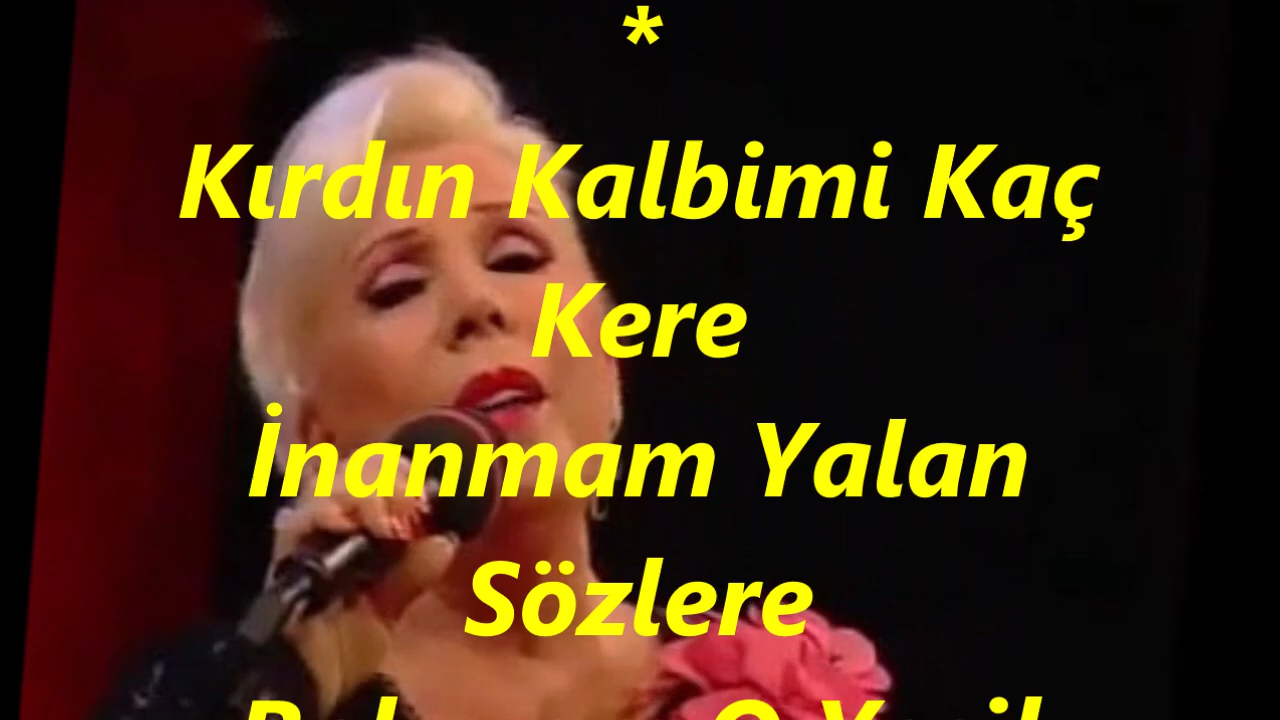 *
Kırdın Kalbimi Kaç
Kere
İnanmam Yalan
Sözlere